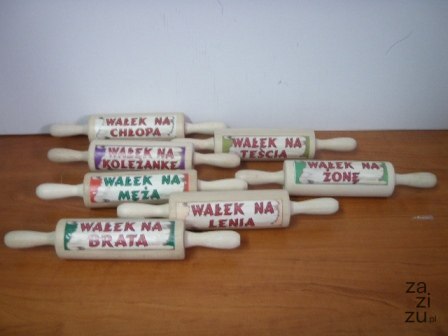 WAŁEK NA
CHŁOPA
WAŁEK NA
KOLEŻANKĘ
WAŁEK NA
MĘŻA
WAŁEK NA
BRATA
WAŁEK NA
TEŚCIA
WAŁEK NA
ŻONĘ
WAŁEK NA
LENIA
za
zi
zu.pl